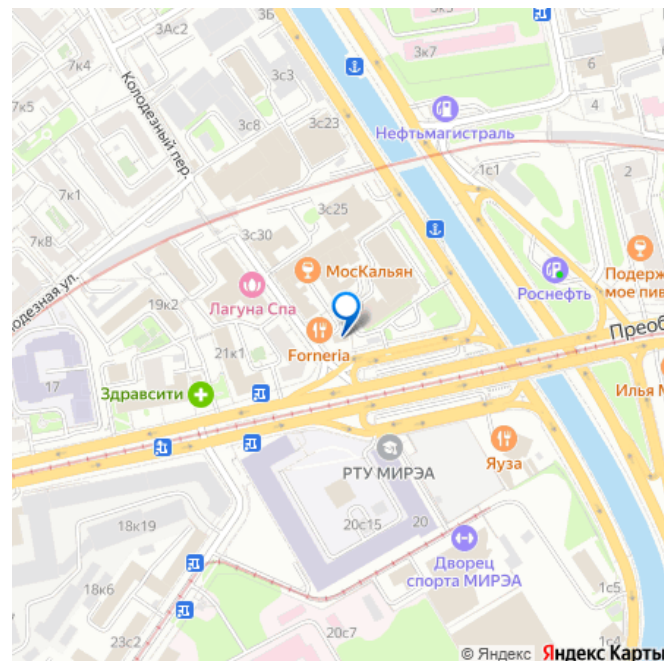 3Б
3Ас2
3к7
7к4
3с3
6
7к5
Колодезный пер.
4
3с8
3с23
Нефтьмагистраль
1с1
2
7к1
3с25
7к8
3с30
МосКальян
Лагуна Спа
Роснефть
Подерж
мое пив
лодезная ул.
19к2
Forneria
Преоб
21к1
17
Здравсити
Илья М
РТУ МИРЭА
Яуза
18к19
20с15
20
Дворец
спорта МИРЭА
18к6
1с5
23с2
20с7
1с4
© Яндекс Яндекс Карты